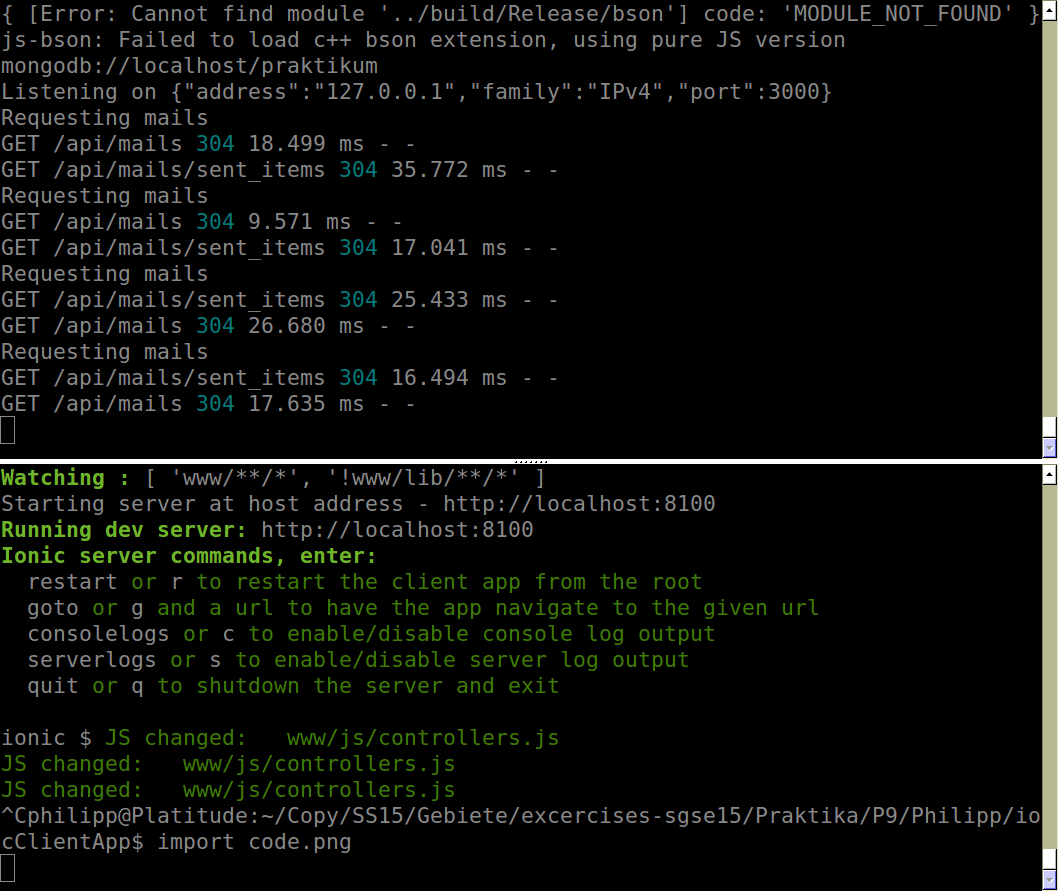 { [Error: Cannot find module '../build/Release/bson'] code: 'MODULE_NOT_FOUND' }
js-bson: Failed to load c++ bson extension, using pure JS version
mongodb://localhost/praktikum
Listening on {"address":"127.0.0.1","family":"IPv4","port":3000}
Requesting mails
GET /api/mails 304 18.499 ms - -
GET /api/mails/sent_items 304 35.772 ms - -
Requesting mails
GET /api/mails 304 9.571 ms - -
GET /api/mails/sent_items 304 17.041 ms - -
Requesting mails
GET /api/mails/sent_items 304 25.433 ms - -
GET /api/mails 304 26.680 ms - -
Requesting mails
GET /api/mails/sent_items 304 16.494 ms - -
GET /api/mails 304 17.635 ms - -
Watching : [ 'www/**/*', '!www/lib/**/*' ]
Starting server at host address - http://localhost:8100
Running dev server: http://localhost:8100
Ionic server commands, enter:
  restart or r to restart the client app from the root
  goto or g and a url to have the app navigate to the given url
  consolelogs or c to enable/disable console log output
  serverlogs or s to enable/disable server log output
  quit or q to shutdown the server and exit
ionic $ JS changed:   www/js/controllers.js
JS changed:   www/js/controllers.js
JS changed:   www/js/controllers.js
^Cphilipp@Platitude:~/Copy/SS15/Gebiete/excercises-sgse15/Praktika/P9/Philipp/io
cClientApp$ import code.png